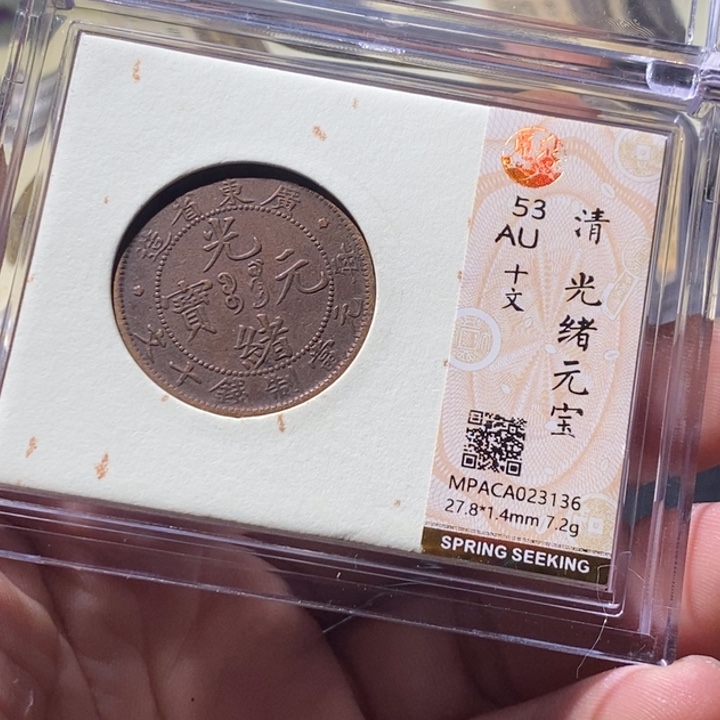 廣東省造
光緒元寶
每元當制錢十文
53
AU
十文
清 光緒元宝
MPACA023136
27.8*1.4mm 7.2g
SPRING SEEKING